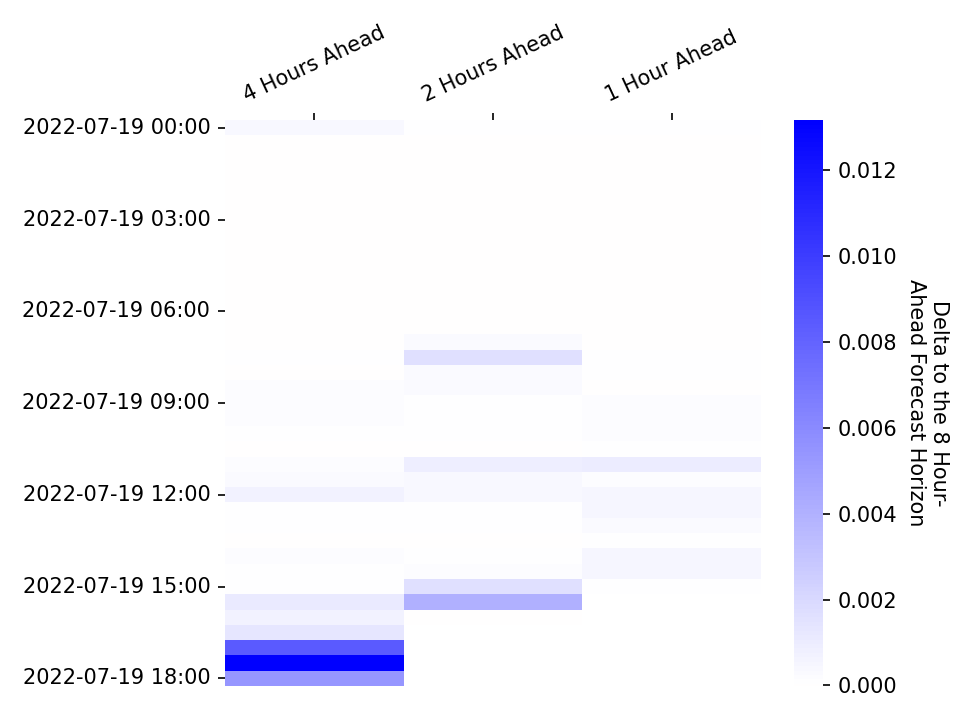 4 Hours Ahead
2 Hours Ahead
1 Hour Ahead
2022-07-19 00:00
2022-07-19 03:00
2022-07-19 06:00
2022-07-19 09:00
2022-07-19 12:00
2022-07-19 15:00
2022-07-19 18:00
0.012
0.010
0.008
0.006
0.004
0.002
0.000
Delta to the 8 Hour-
Ahead Forecast Horizon